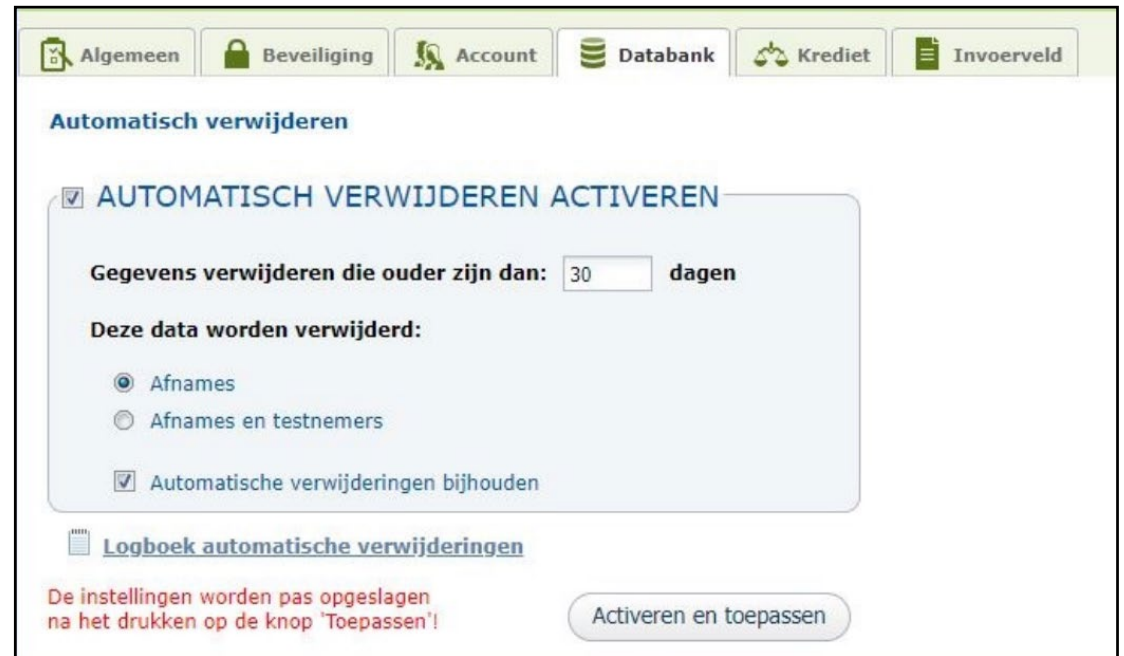 Algemeen Beveiliging Account Databank Krediet Invoerveld
Automatisch verwijderen
AUTOMATISCH VERWIJDEREN ACTIVEREN
Gegevens verwijderen die ouder zijn dan: 30 dagen
Deze data worden verwijderd:
Afnames
Afnames en testnemers
Automatische verwijderingen bijhouden
Logboek automatische verwijderingen
De instellingen worden pas opgeslagen
na het drukken op de knop 'Toepassen'!
Activeren en toepassen